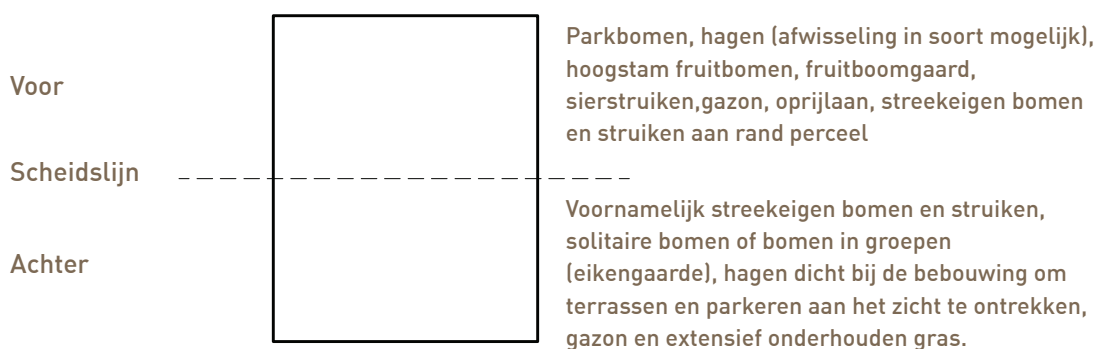 Voor
Parkbomen, hagen (afwisseling in soort mogelijk),
hoogstam fruitbomen, fruitboomgaard,
sierstruiken,gazon, oprijlaan, streekeigen bomen
en struiken aan rand perceel
Scheidslijn
Achter
Voornamelijk streekeigen bomen en struiken,
solitaire bomen of bomen in groepen
(eikengaarde), hagen dicht bij de bebouwing om
terrassen en parkeren aan het zicht te ontrekken,
gazon en extensief onderhouden gras.